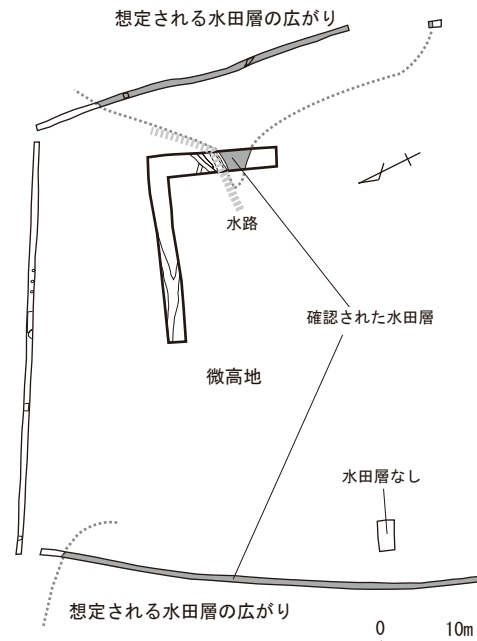 想定される水田層の広がり
水路
確認された水田層
微高地
水田層なし
想定される水田層の広がり
0 10m